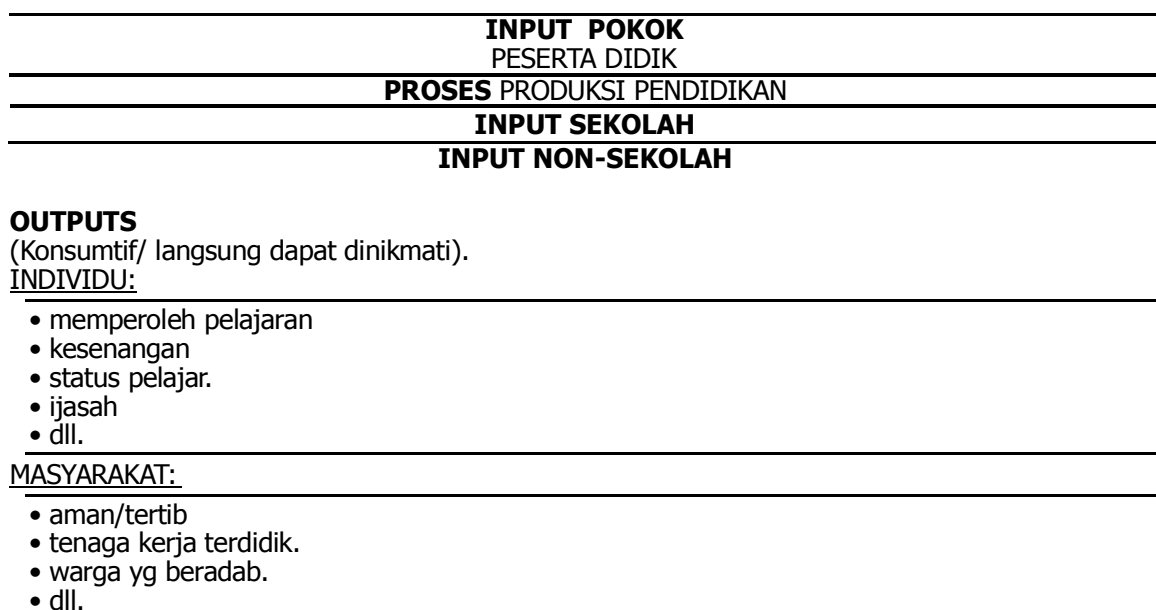 INPUT POKOK
PESERTA DIDIK
PROSES PRODUKSI PENDIDIKAN
INPUT SEKOLAH
INPUT NON-SEKOLAH
OUTPUTS
(Konsumtif/ langsung dapat dinikmati).
INDIVIDU:
• memperoleh pelajaran
• kesenangan
• status pelajar.
• ijasah
• dll.
MASYARAKAT:
• aman/tertib
• tenaga kerja terdidik.
• warga yg beradab.
• dll.